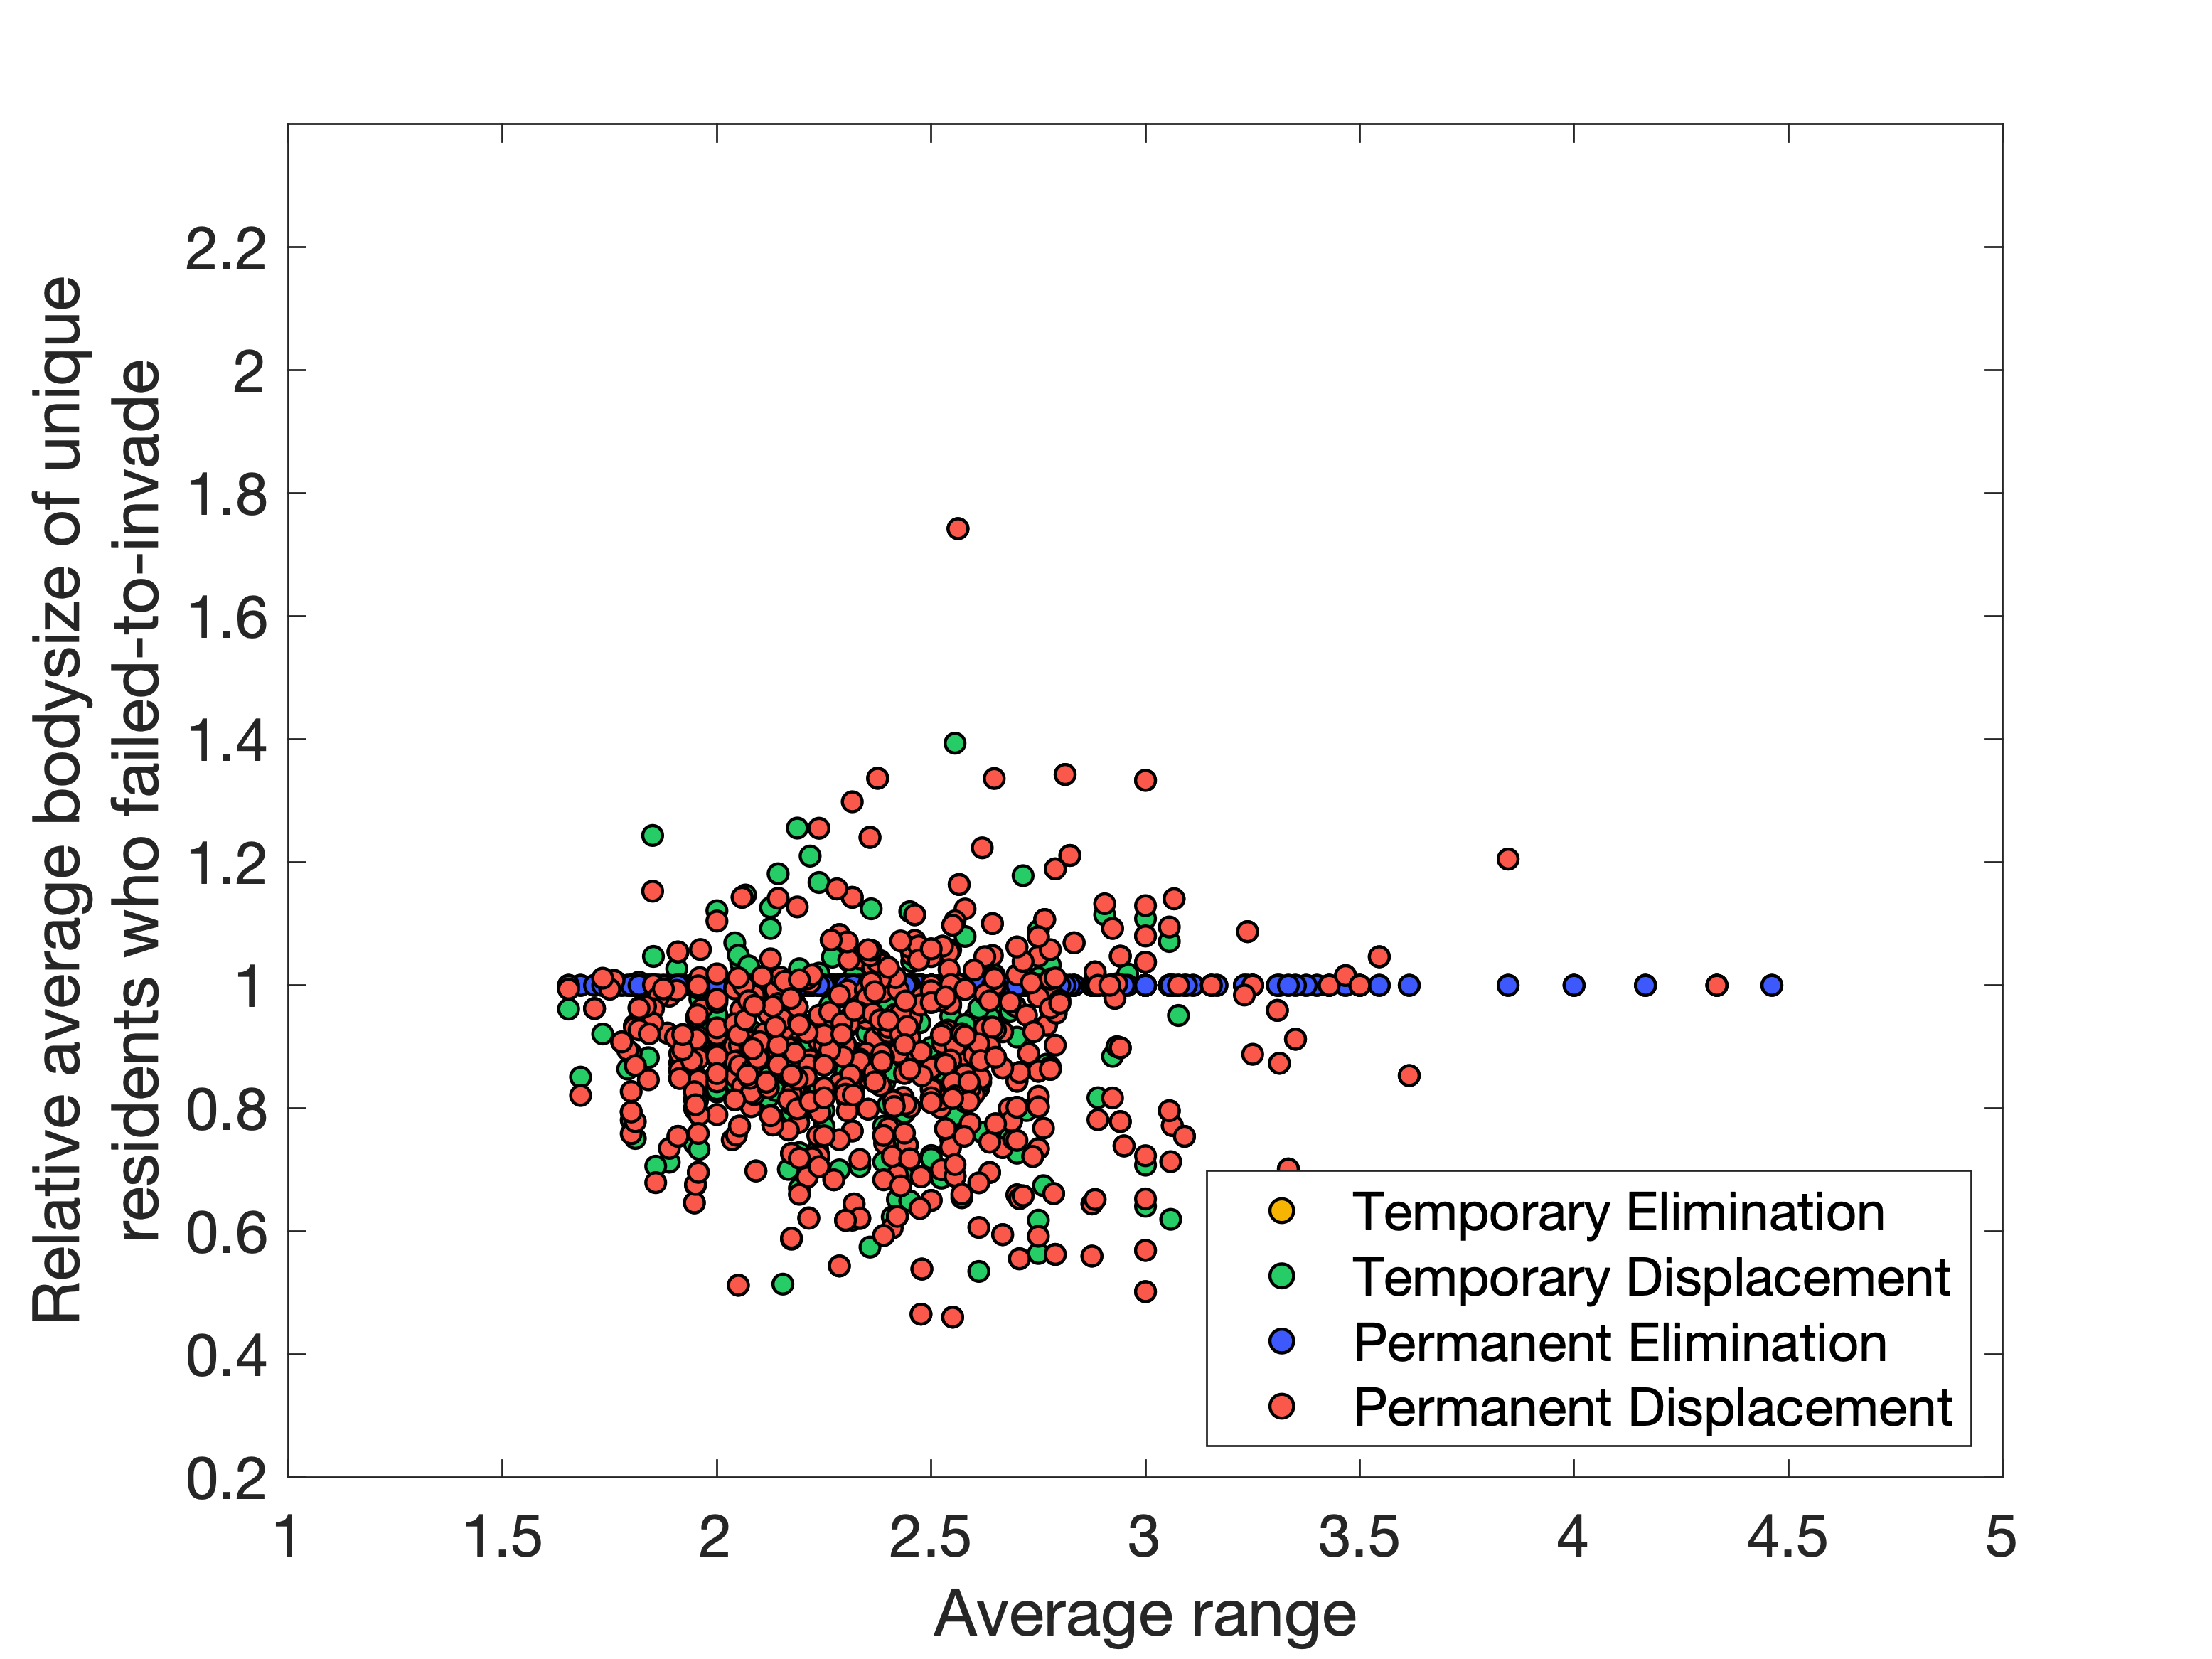 Relative average bodysize of unique
residents who failed-to-invade
2.2
2
1.8
1.6
1.4
1.2
1
0.8
0.6
0.4
0.2
Temporary Elimination
Temporary Displacement
Permanent Elimination
Permanent Displacement
1 1.5 2 2.5 3 3.5 4 4.5 5
Average range